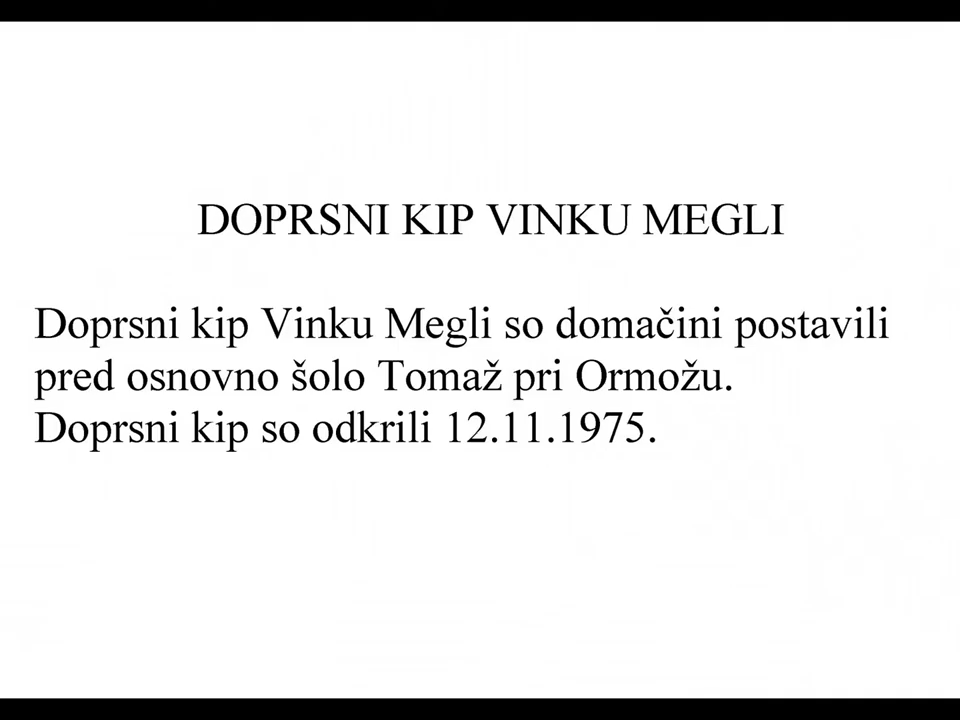 DOPRSNI KIP VINKU MEGLI
Doprsni kip Vinku Megli so domačini postavili
pred osnovno šolo Tomaž pri Ormožu.
Doprsni kip so odkrili 12.11.1975.